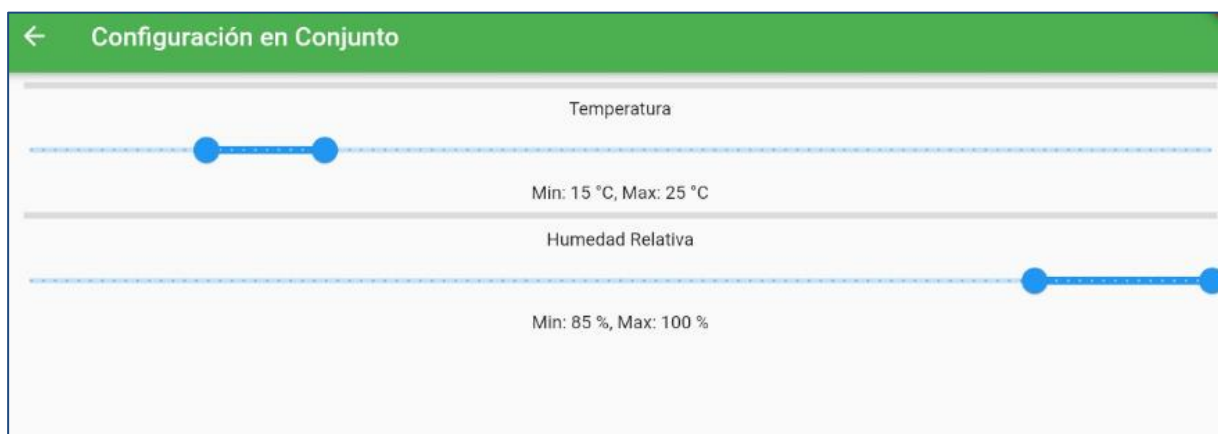 Configuración en Conjunto
Temperatura
Min: 15 °C, Max: 25 °C
Humedad Relativa
Min: 85 %, Max: 100 %